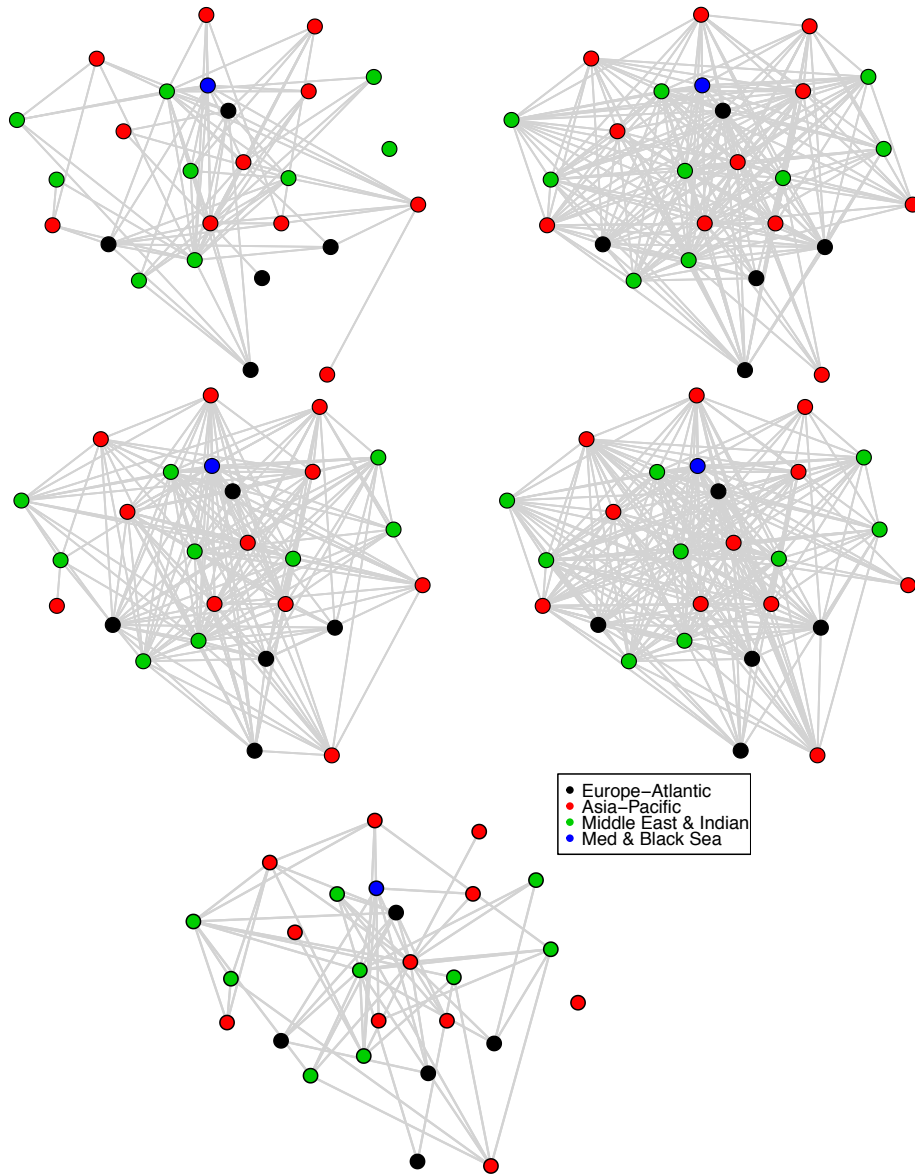 Europe−Atlantic
Asia−Pacific
Middle East & Indian
Med & Black Sea